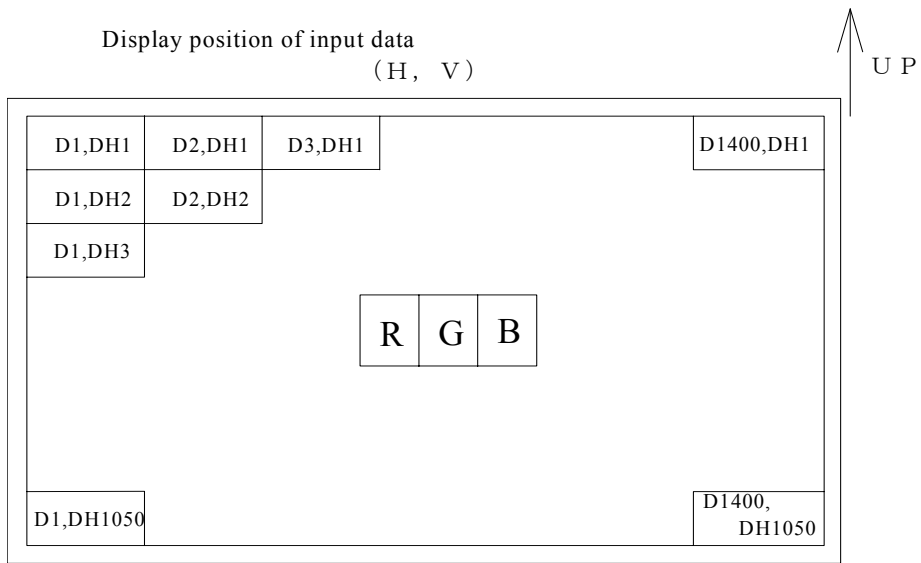 Display position of input data
(H, V)
UP
D1,DH1 D2,DH1 D3,DH1 D1400,DH1
D1,DH2 D2,DH2
D1,DH3
R G B
D1,DH1050 D1400,
DH1050